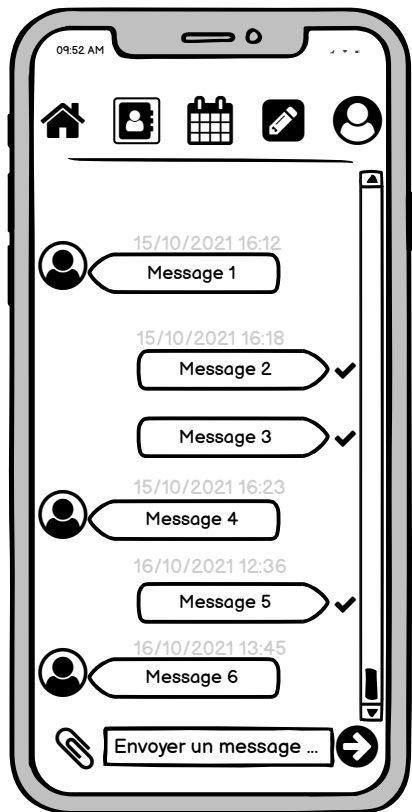 09:52 AM
15/10/2021 16:12
Message 1
15/10/2021 16:18
Message 2
Message 3
15/10/2021 16:23
Message 4
16/10/2021 12:36
Message 5
16/10/2021 13:45
Message 6
Envoyer un message ...